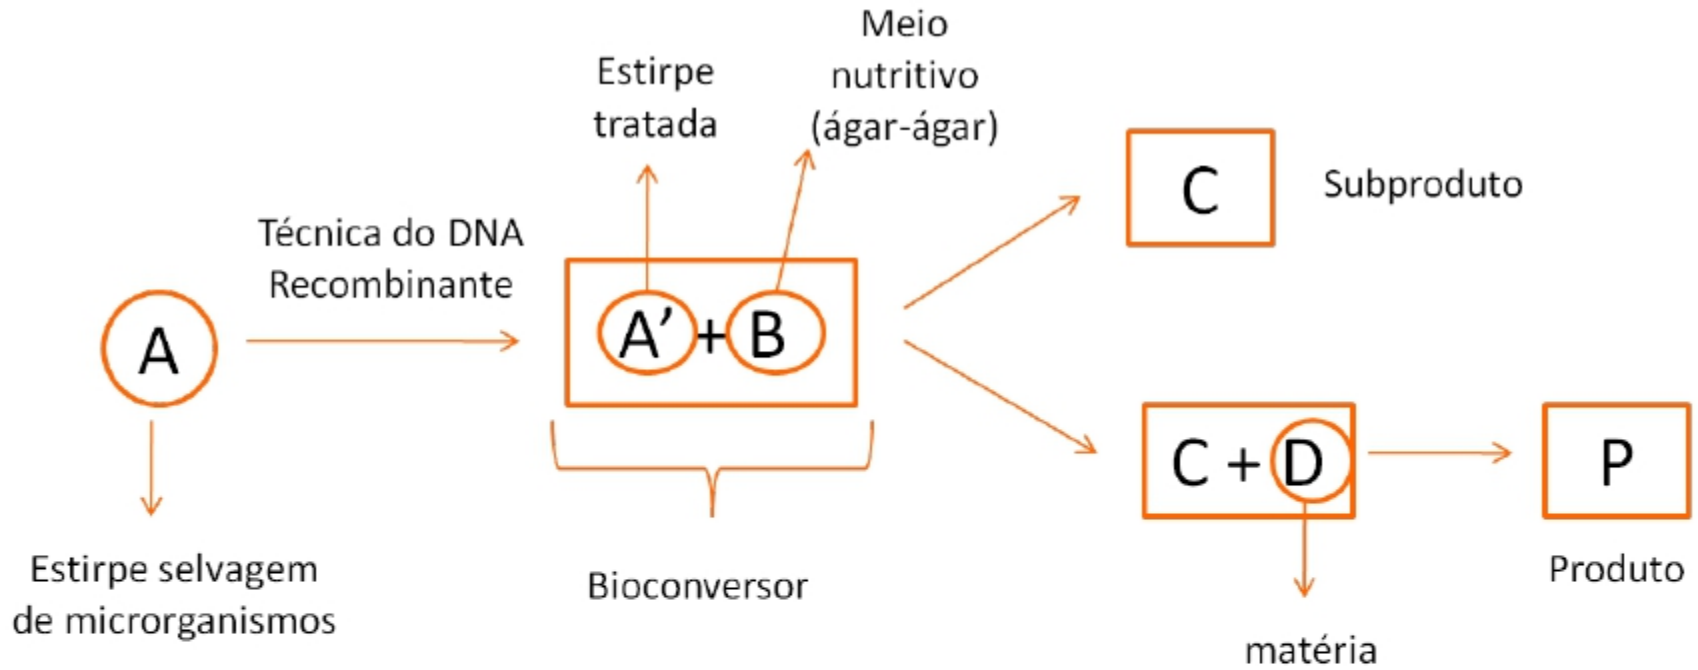 Meio
nutritivo
(ágar-ágar)
Estirpe
tratada
C
Subproduto
Técnica do DNA
Recombinante
A
A’ + B
C + D
P
Produto
Estirpe selvagem
de microrganismos
Bioconversor
matéria